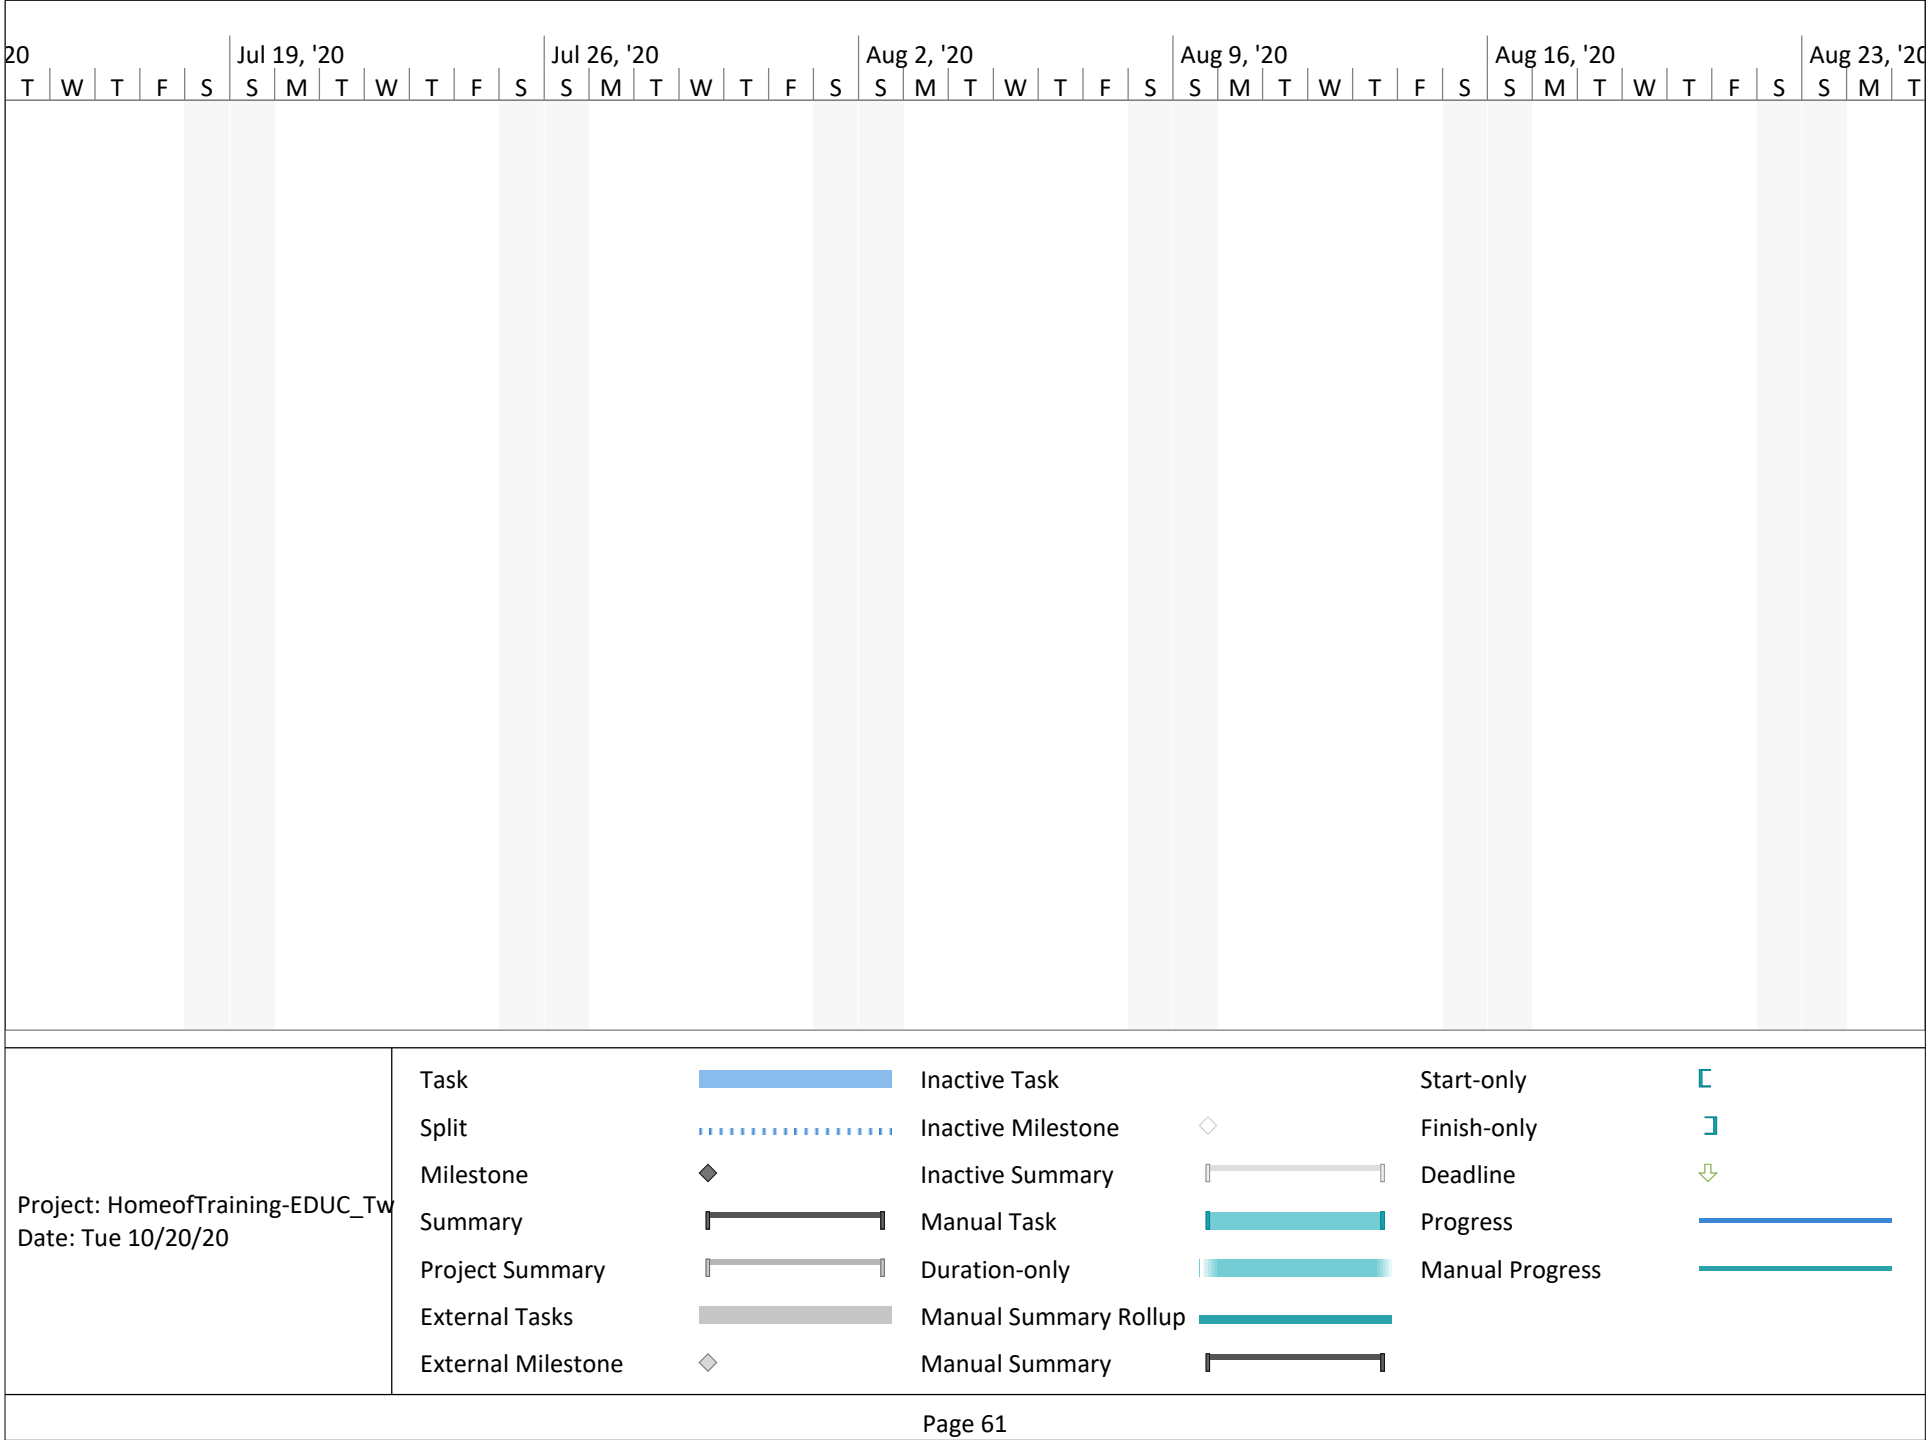 20 Jul 19, '20 Jul 26, '20 Aug 2, '20 Aug 9, '20 Aug 16, '20 Aug 23, '20
T W T F S S M T W T F S S M T W T F S S M T W T F S S M T W T F S S M T W T F S S M T
Task Inactive Task Start-only
Split Inactive Milestone Finish-only
Milestone Inactive Summary Deadline
Project: HomeofTraining-EDUC_Tw
Date: Tue 10/20/20
Summary Manual Task Progress
Project Summary Duration-only Manual Progress
External Tasks Manual Summary Rollup
External Milestone Manual Summary
Page 61